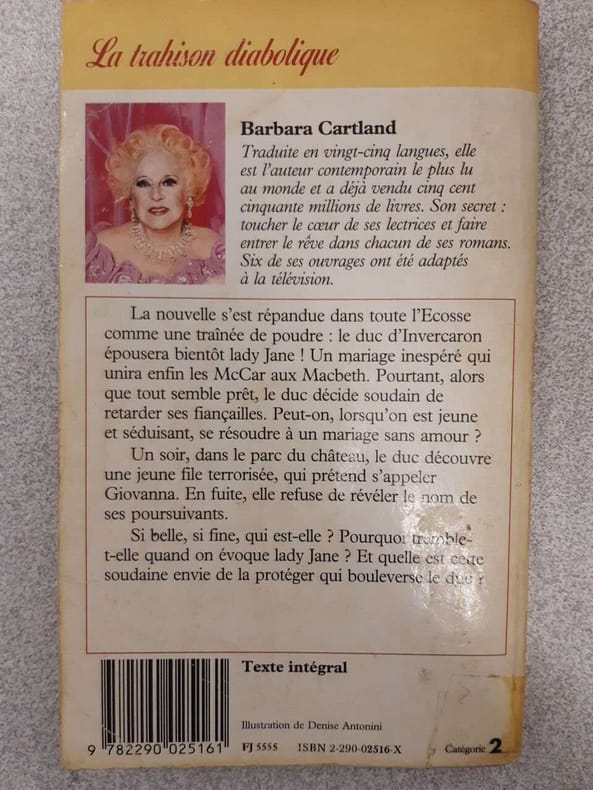 La trahison diabolique
Barbara Cartland
Traduite en vingt-cinq langues, elle
est l'auteur contemporain le plus lu
au monde et a déjà vendu cinq cent
cinquante millions de livres. Son secret :
toucher le cœur de ses lectrices et faire
entrer le rêve dans chacun de ses romans.
Six de ses ouvrages ont été adaptés
à la télévision.
La nouvelle s'est répandue dans toute l'Ecosse
comme une traînée de poudre : le duc d'Invercaron
épousera bientôt lady Jane ! Un mariage inespéré qui
unira enfin les McCar aux Macbeth. Pourtant, alors
que tout semble prêt, le duc décide soudain de
retarder ses fiançailles. Peut-on, lorsqu'on est jeune
et séduisant, se résoudre à un mariage sans amour ?
Un soir, dans le parc du château, le duc découvre
une jeune file terrorisée, qui prétend s'appeler
Giovanna. En fuite, elle refuse de révéler le nom de
ses poursuivants.
Si belle, si fine, qui est-elle ? Pourquoi tremble-
t-elle quand on évoque lady Jane ? Et quelle est cette
soudaine envie de la protéger qui bouleverse le duc ?
Texte intégral
Illustration de Denise Antonini
9 782290 025161
FJ 5555 ISBN 2-290-02516-X Catégorie 2